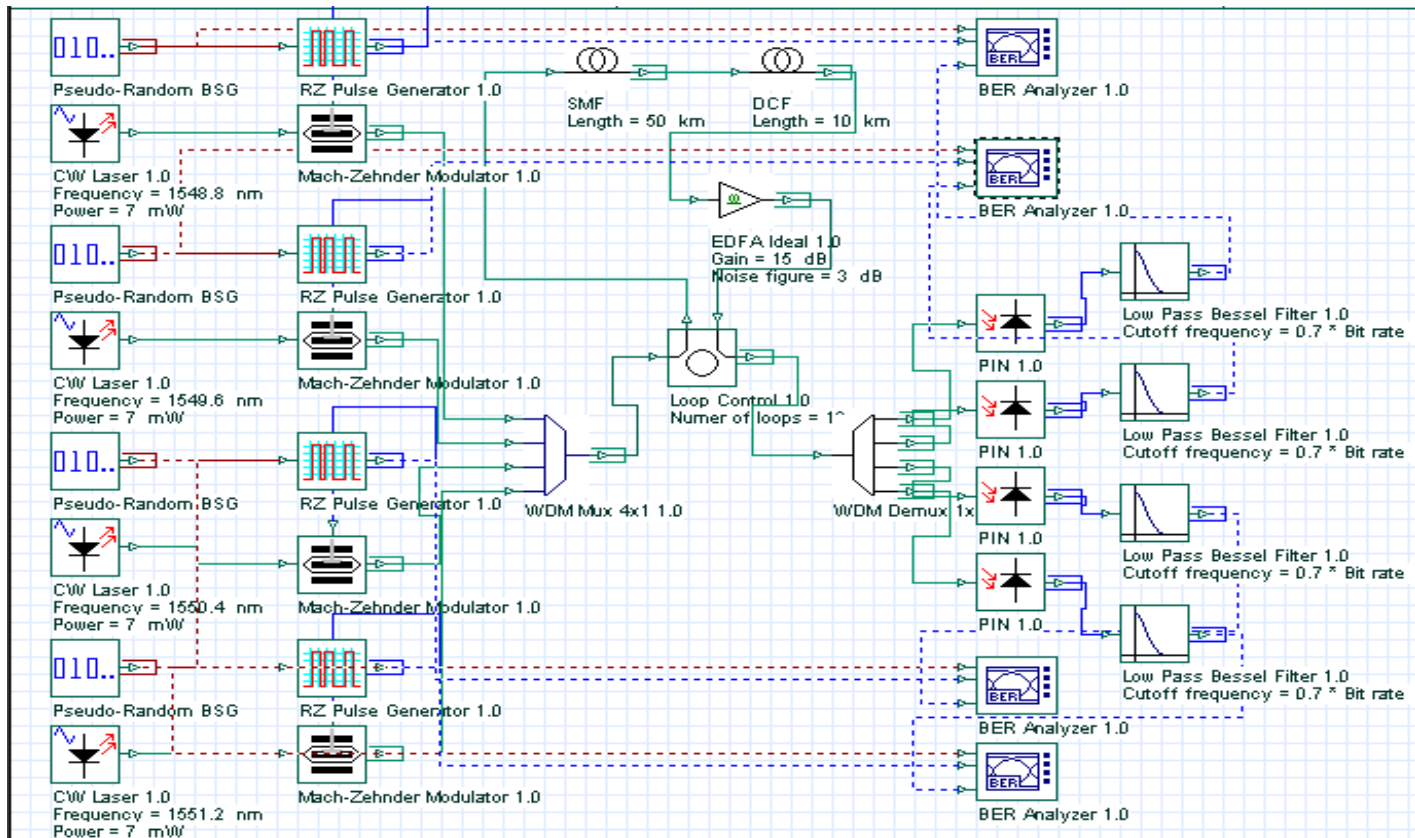 Pseudo-Random BSG
RZ Pulse Generator 1.0
BER Analyzer 1.0
SMF
Length = 50 km
DCF
Length = 10 km
CW Laser 1.0
Frequency = 1548.8 nm
Power = 7 mW
Mach-Zehnder Modulator 1.0
BER
BER Analyzer 1.0
EDFA Ideal 1.0
Gain = 15 dB
Noise figure = 3 dB
Pseudo-Random BSG
RZ Pulse Generator 1.0
Low Pass Bessel Filter 1.0
Cutoff frequency = 0.7 * Bit rate
PIN 1.0
CW Laser 1.0
Frequency = 1549.6 nm
Power = 7 mW
Mach-Zehnder Modulator 1.0
Loop Control 1.0
Numer of loops =
Low Pass Bessel Filter 1.0
Cutoff frequency = 0.7 * Bit rate
PIN 1.0
Pseudo-Random BSG
RZ Pulse Generator 1.0
WDM Mux 4x1 1.0
WDM Demux 1x
PIN 1.0
Low Pass Bessel Filter 1.0
Cutoff frequency = 0.7 * Bit rate
CW Laser 1.0
Frequency = 1550.4 nm
Power = 7 mW
Mach-Zehnder Modulator 1.0
PIN 1.0
Low Pass Bessel Filter 1.0
Cutoff frequency = 0.7 * Bit rate
Pseudo-Random BSG
RZ Pulse Generator 1.0
BER
BER Analyzer 1.0
CW Laser 1.0
Frequency = 1551.2 nm
Power = 7 mW
Mach-Zehnder Modulator 1.0
BER
BER Analyzer 1.0